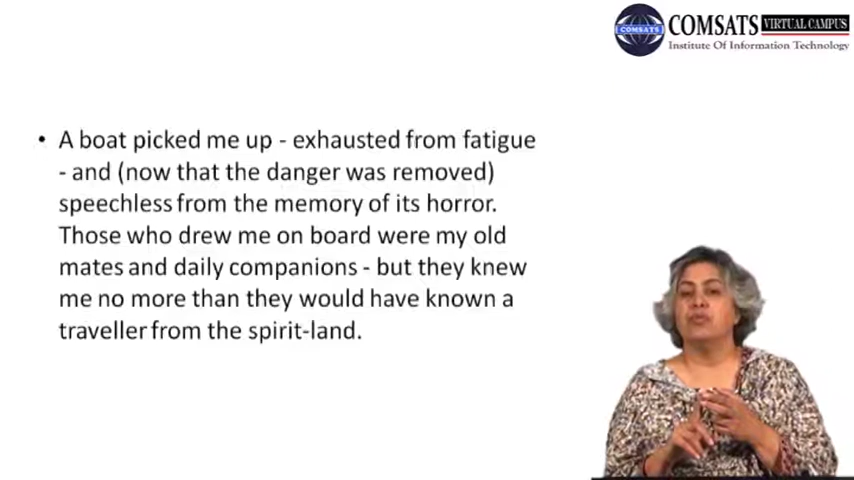 COMSATS
COMSATS VIRTUAL CAMPUS
Institute Of Information Technology
• A boat picked me up - exhausted from fatigue
- and (now that the danger was removed)
speechless from the memory of its horror.
Those who drew me on board were my old
mates and daily companions - but they knew
me no more than they would have known a
traveller from the spirit-land.